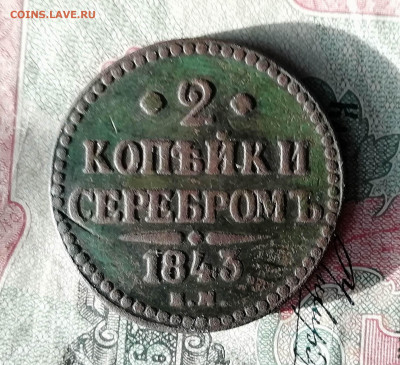 COINS.LAVE.RU
2
КОПѢЙКИ
СЕРЕБРОМЪ
1843
Е.М.